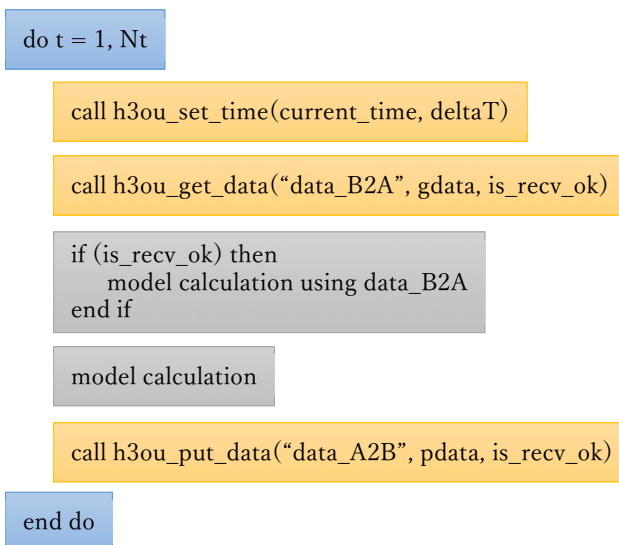 do t = 1, Nt
call h3ou_set_time(current_time, deltaT)
call h3ou_get_data(“data_B2A”, gdata, is_recv_ok)
if (is_recv_ok) then
model calculation using data_B2A
end if
model calculation
call h3ou_put_data(“data_A2B”, pdata, is_recv_ok)
end do